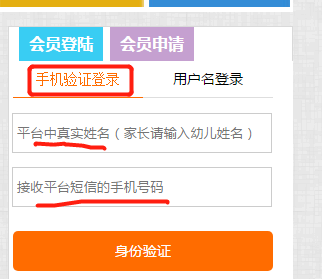 会员登陆 会员申请
手机验证登录 用户名登录
平台中真实姓名（家长请输入幼儿姓名）
接收平台短信的手机号码
身份验证